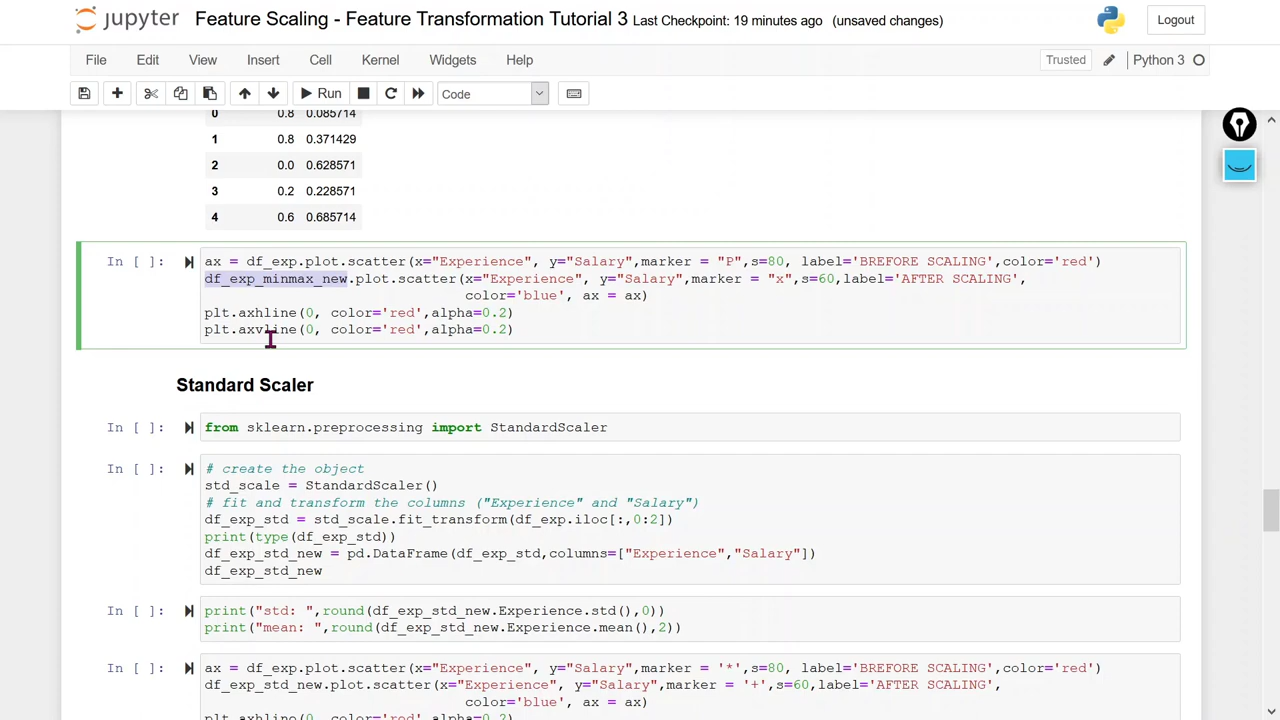 jupyter Feature Scaling - Feature Transformation Tutorial 3 Last Checkpoint: 19 minutes ago (unsaved changes) Logout
File Edit View Insert Cell Kernel Widgets Help Trusted Python 3
Run Code
0 0.8 0.085714
1 0.8 0.371429
2 0.0 0.628571
3 0.2 0.228571
4 0.6 0.685714
In [ ]: ax = df_exp.plot.scatter(x="Experience", y="Salary",marker = "P",s=80, label='BREFORE SCALING',color='red')
df_exp_minmax_new.plot.scatter(x="Experience", y="Salary",marker = "x",s=60,label='AFTER SCALING',
color='blue', ax = ax)
plt.axhline(0, color='red',alpha=0.2)
plt.axvline(0, color='red',alpha=0.2)
Standard Scaler
In [ ]: from sklearn.preprocessing import StandardScaler
In [ ]: # create the object
std_scale = StandardScaler()
# fit and transform the columns ("Experience" and "Salary")
df_exp_std = std_scale.fit_transform(df_exp.iloc[:,0:2])
print(type(df_exp_std))
df_exp_std_new = pd.DataFrame(df_exp_std,columns=["Experience","Salary"])
df_exp_std_new
In [ ]: print("std: ",round(df_exp_std_new.Experience.std(),0))
print("mean: ",round(df_exp_std_new.Experience.mean(),2))
In [ ]: ax = df_exp.plot.scatter(x="Experience", y="Salary",marker = '*',s=80, label='BREFORE SCALING',color='red')
df_exp_std_new.plot.scatter(x="Experience", y="Salary",marker = '+',s=60,label='AFTER SCALING',
color='blue', ax = ax)
plt.axhline(0, color='red',alpha=0.2)